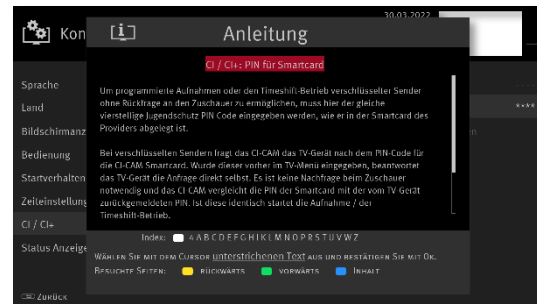 30.03.2022
Kon
[i] Anleitung
CI / CI+: PIN für Smartcard
Sprache
Land
****
Bildschirmanz
Bedienung
Startverhalten
Zeiteinstellung
CI / CI+
Status Anzeige
Um programmierte Aufnahmen oder den Timeshift-Betrieb verschlüsselter Sender
ohne Rückfrage an den Zuschauer zu ermöglichen, muss hier der gleiche
vierstellige Jugendschutz PIN Code eingegeben werden, wie er in der Smartcard des
Providers abgelegt ist.
Bei verschlüsselten Sendern fragt das CI-CAM das TV-Gerät nach dem PIN-Code für
die CI-CAM Smartcard. Wurde dieser vorher im TV-Menü eingegeben, beantwortet
das TV-Gerät die Anfrage direkt selbst. Es ist keine Nachfrage beim Zuschauer
notwendig und das CI-CAM vergleicht die PIN der Smartcard mit der vom TV-Gerät
zurückgemeldeten PIN. Ist diese identisch startet die Aufnahme / der
Timeshift-Betrieb.
Index: 4 A B C D E F G H I K L M N O P R S T U V W Z
Wählen Sie mit dem Cursor unterstrichenen Text aus und bestätigen Sie mit Ok.
Besuchte Seiten: rückwärts vorwärts Inhalt
Zurück